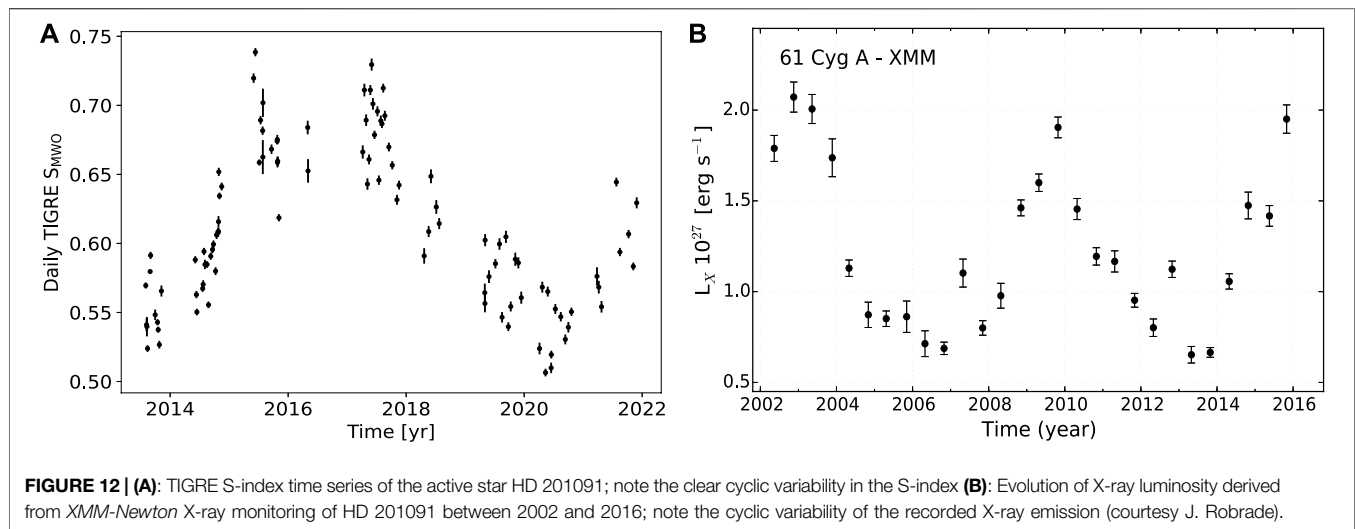 A
Daily TIGRE S_MWO
0.75
0.70
0.65
0.60
0.55
0.50
2014 2016 2018 2020 2022
Time [yr]
B
61 Cyg A - XMM
L_X 10^27 [erg s^−1]
2.0
1.5
1.0
0.5
2002 2004 2006 2008 2010 2012 2014 2016
Time (year)
FIGURE 12 | (A): TIGRE S-index time series of the active star HD 201091; note the clear cyclic variability in the S-index (B): Evolution of X-ray luminosity derived
from XMM-Newton X-ray monitoring of HD 201091 between 2002 and 2016; note the cyclic variability of the recorded X-ray emission (courtesy J. Robrade).